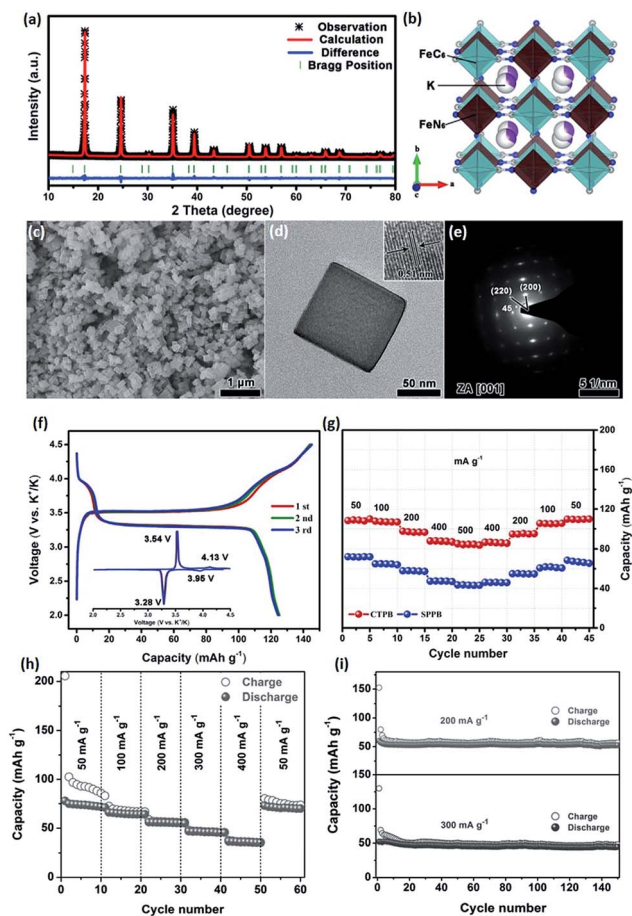 (a)
Observation
Calculation
Difference
Bragg Position
Intensity (a.u.)
10 20 30 40 50 60 70 80
2 Theta (degree)
(b)
FeC₆
K
FeN₆
b
c
a
(c)
1 μm
(d)
0.51 nm
50 nm
(e)
(220)
(200)
45°
ZA [001]
5 1/nm
(f)
Voltage (V vs. K⁺/K)
4.5
4.0
3.5
3.0
2.5
2.0
1 st
2 nd
3 rd
3.54 V
4.13 V
3.95 V
3.28 V
2.0 2.5 3.0 3.5 4.0 4.5
Voltage (V vs. K⁺/K)
0 20 40 60 80 100 120 140
Capacity (mAh g⁻¹)
(g)
mA g⁻¹
50 100 200 400 500 400 200 100 50
CTPB
SPPB
200
160
120
80
40
0
Capacity (mAh g⁻¹)
0 5 10 15 20 25 30 35 40 45
Cycle number
(h)
Capacity (mAh g⁻¹)
200
150
100
50
0
Charge
Discharge
50 mA g⁻¹
100 mA g⁻¹
200 mA g⁻¹
300 mA g⁻¹
400 mA g⁻¹
50 mA g⁻¹
0 10 20 30 40 50 60
Cycle number
(i)
Capacity (mAh g⁻¹)
150
100
50
0
Charge
Discharge
200 mA g⁻¹
150
100
50
0
Charge
Discharge
300 mA g⁻¹
0 20 40 60 80 100 120 140
Cycle number